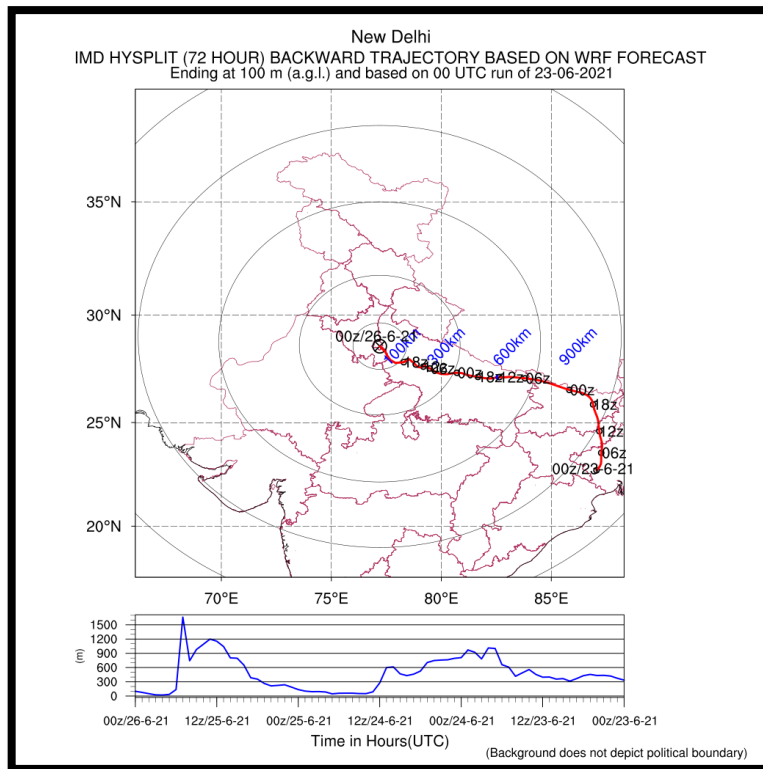 New Delhi
IMD HYSPLIT (72 HOUR) BACKWARD TRAJECTORY BASED ON WRF FORECAST
Ending at 100 m (a.g.l.) and based on 00 UTC run of 23-06-2021
35°N
30°N
25°N
20°N
00z/26-6-21
100km
300km
600km
900km
18z
06z
00z
18z
12z
06z
00z
18z
12z
06z
00z/23-6-21
70°E
75°E
80°E
85°E
(m)
1500
1200
900
600
300
0
00z/26-6-21
12z/25-6-21
00z/25-6-21
12z/24-6-21
00z/24-6-21
12z/23-6-21
00z/23-6-21
Time in Hours(UTC)
(Background does not depict political boundary)